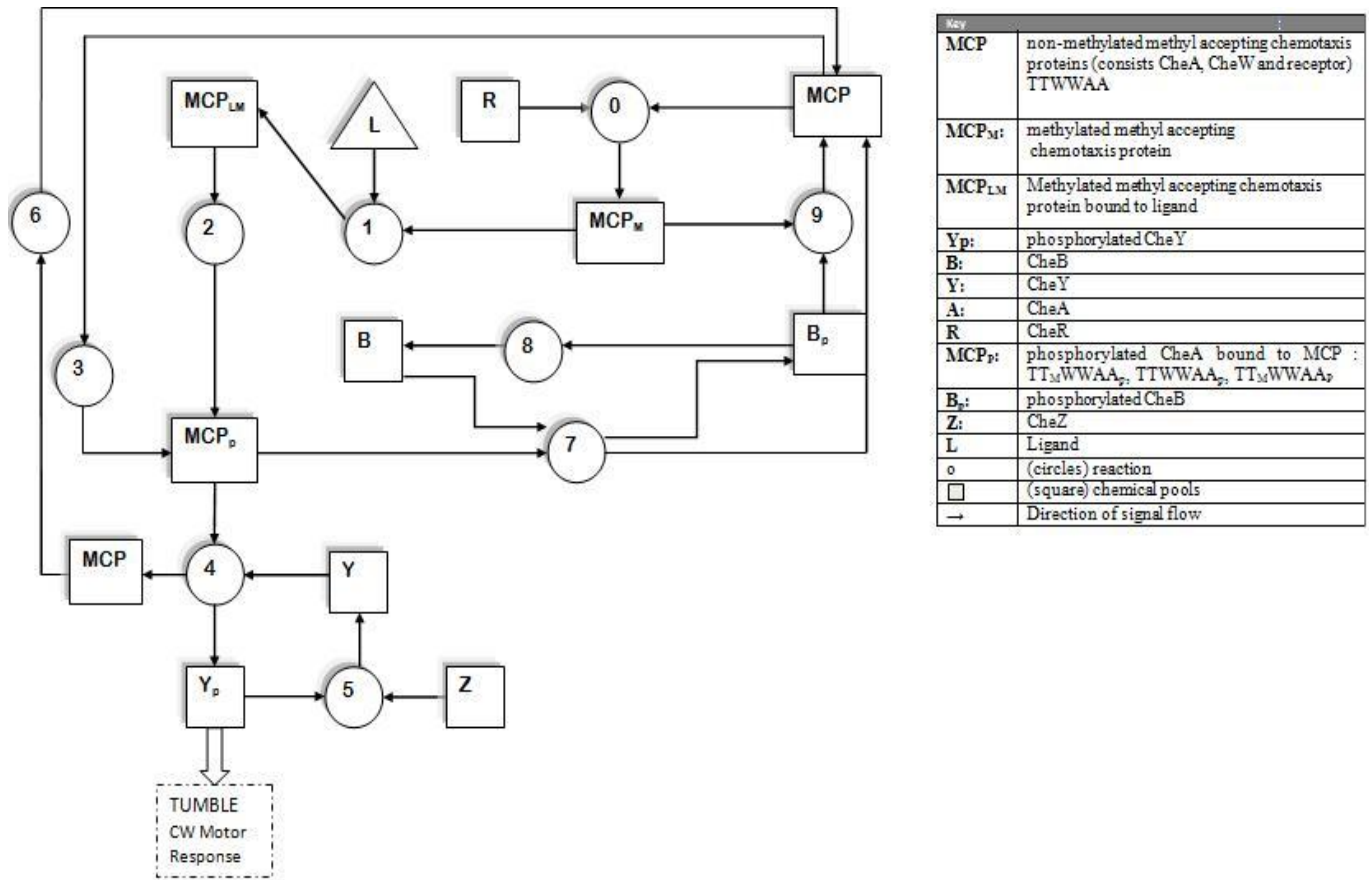 MCP_LM
L
R
0
MCP
6
2
1
MCP_M
9
3
B
8
B_p
MCP_p
7
MCP
4
Y
Y_p
5
Z
TUMBLE
CW Motor
Response
Key :
MCP non-methylated methyl accepting chemotaxis
proteins (consists CheA, CheW and receptor)
TTWWAA
MCP_M: methylated methyl accepting
chemotaxis protein
MCP_LM Methylated methyl accepting chemotaxis
protein bound to ligand
Yp: phosphorylated CheY
B: CheB
Y: CheY
A: CheA
R CheR
MCP_P: phosphorylated CheA bound to MCP :
TT_MWWAA_p, TTWWAA_p, TT_MWWAA_P
B_p: phosphorylated CheB
Z: CheZ
L Ligand
o (circles) reaction
□ (square) chemical pools
→ Direction of signal flow